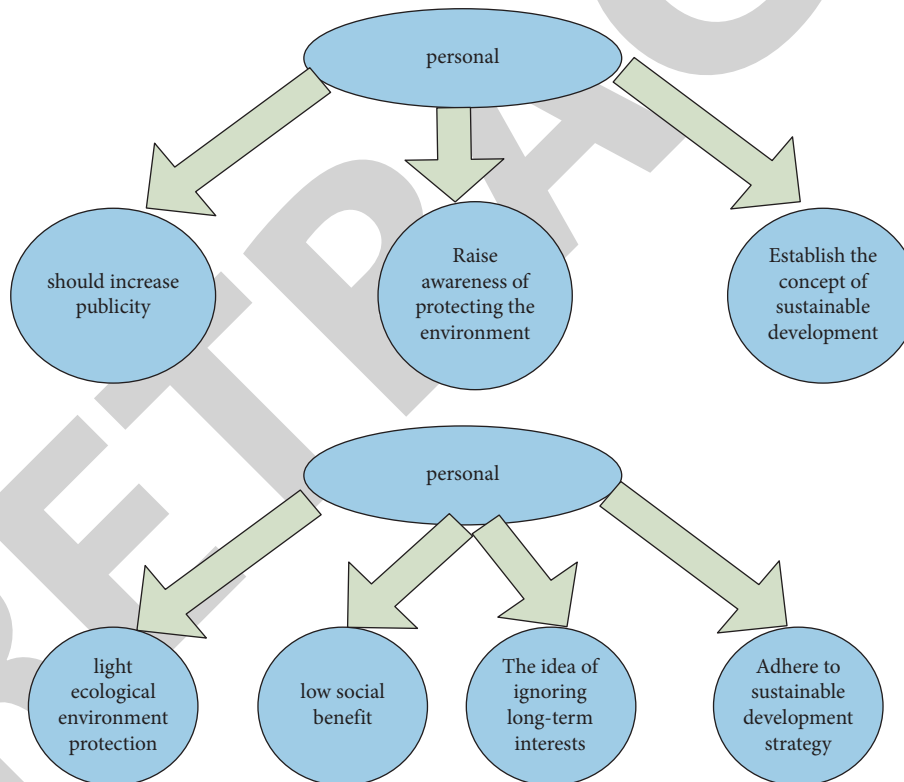 personal
should increase
publicity
Raise
awareness of
protecting the
environment
Establish the
concept of
sustainable
development
personal
light
ecological
environment
protection
low social
benefit
The idea of
ignoring
long-term
interests
Adhere to
sustainable
development
strategy